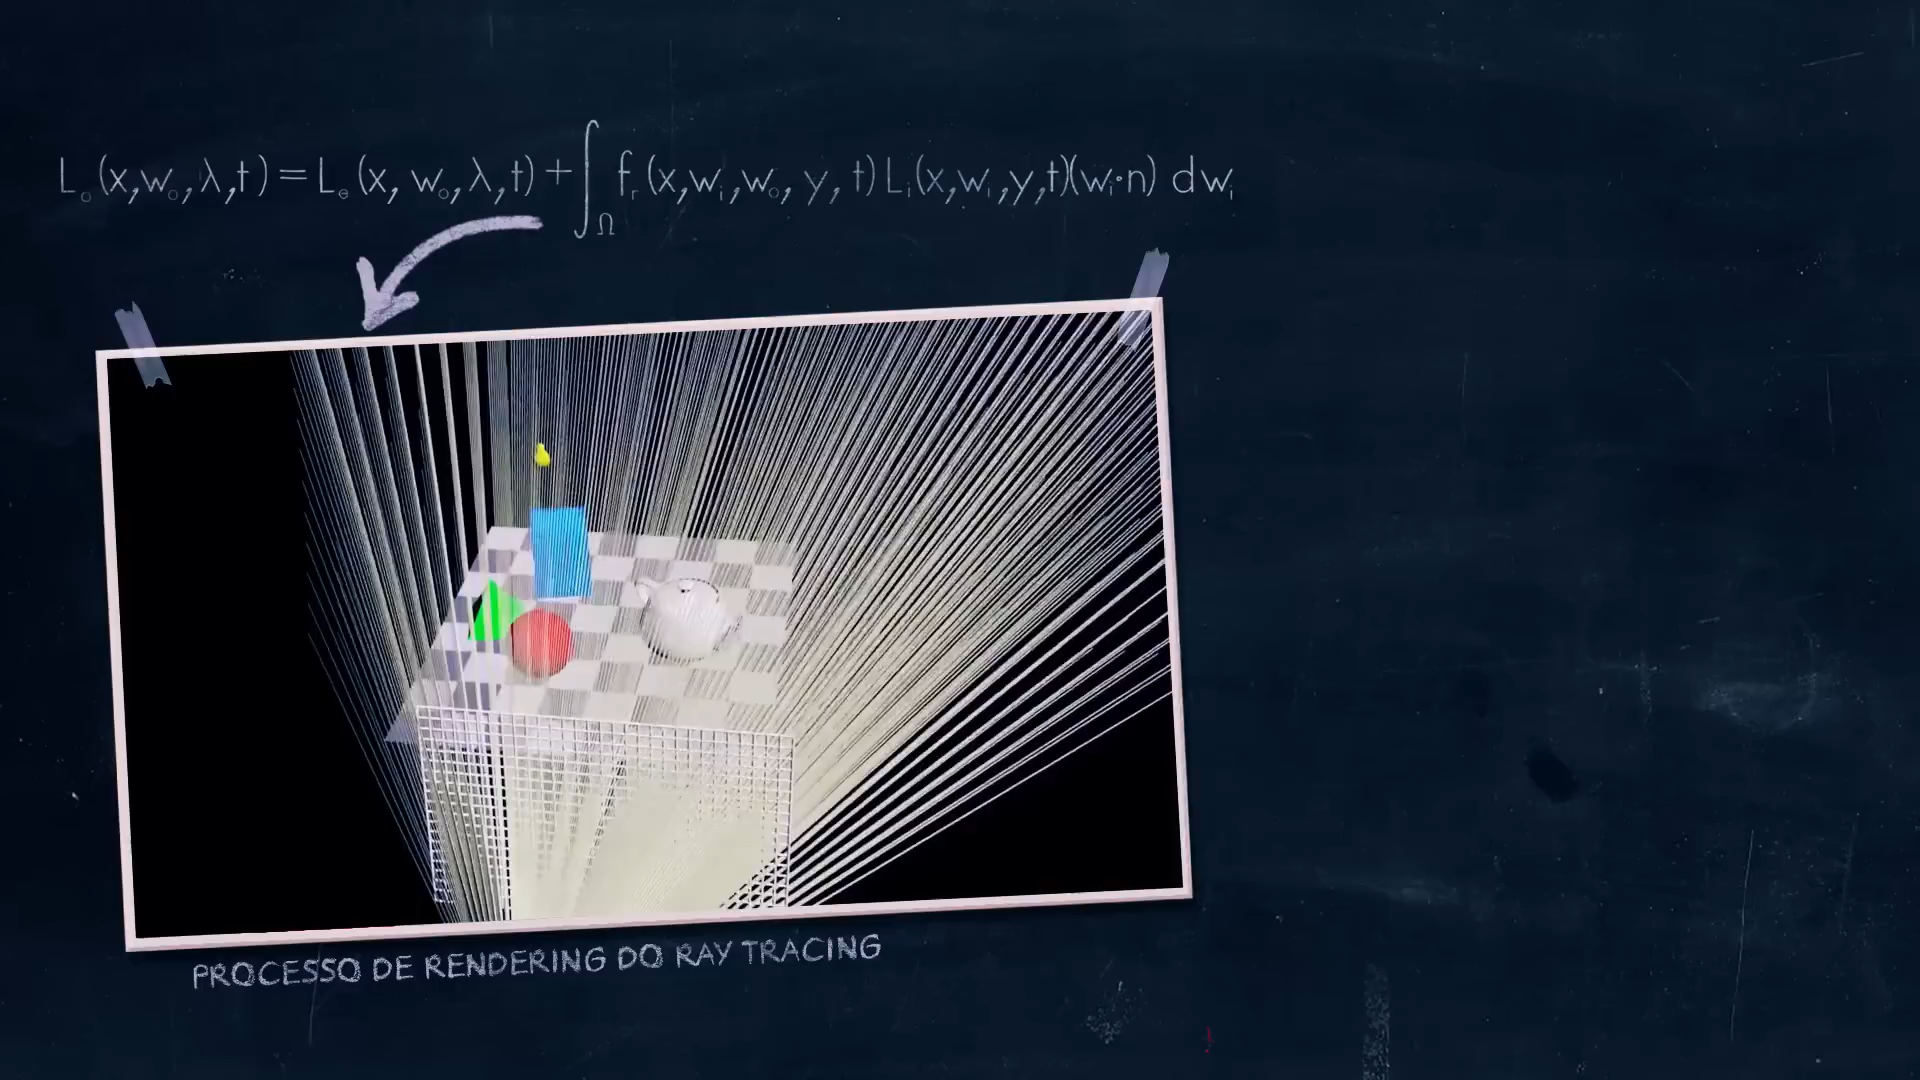 Lₒ(x,wₒ,λ,t)=Lₑ(x, wₒ,λ,t)+∫Ω fᵣ(x,wᵢ,wₒ, y, t)Lᵢ(x,wᵢ,y,t)(wᵢ·n) dwᵢ
PROCESSO DE RENDERING DO RAY TRACING